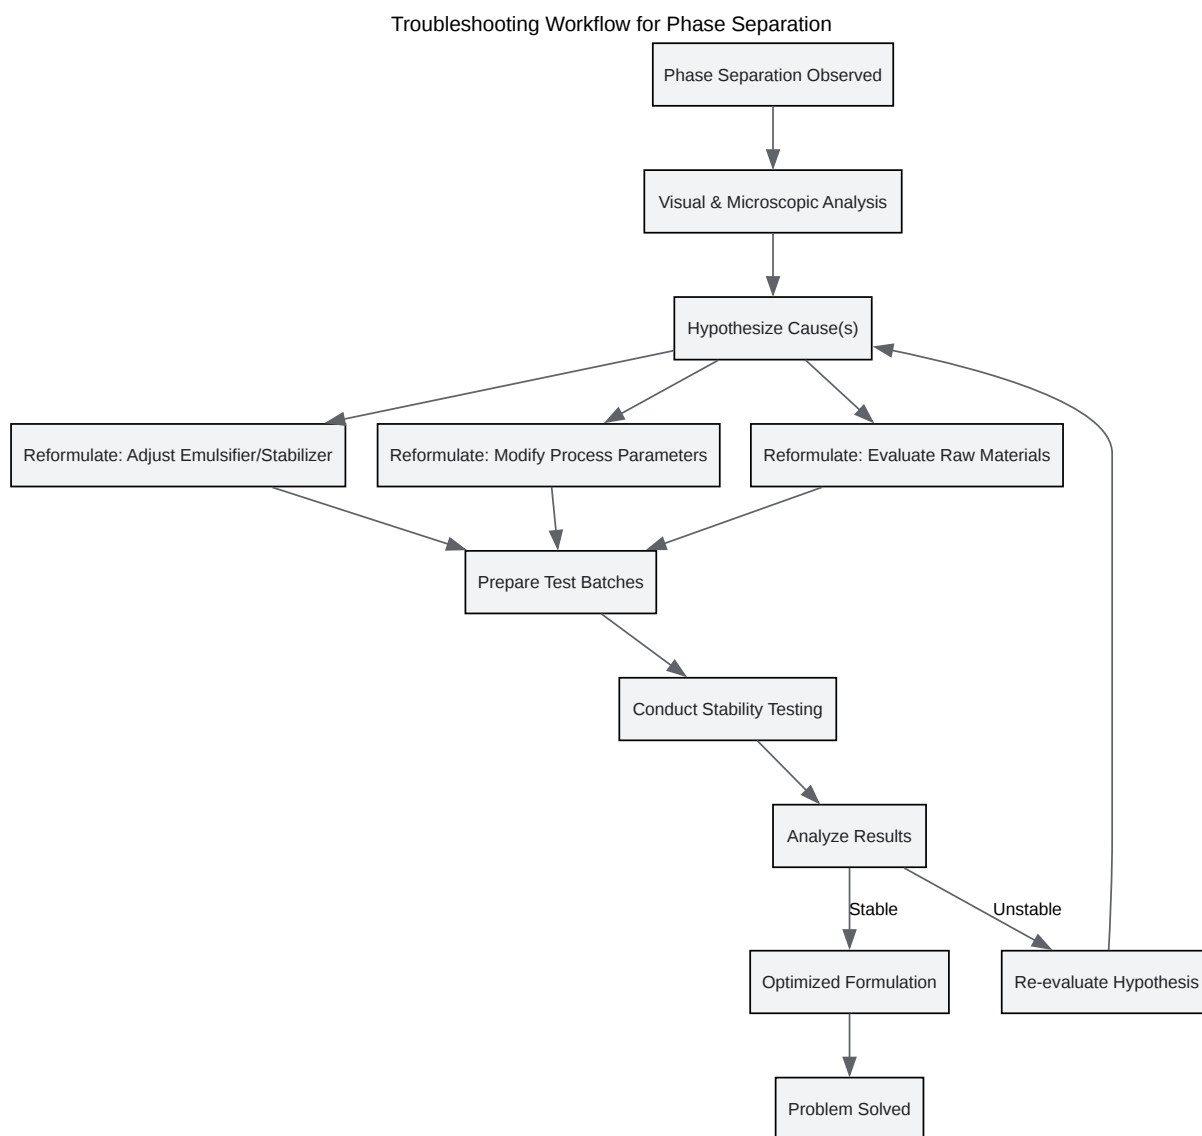 Troubleshooting Workflow for Phase Separation
Phase Separation Observed
Visual & Microscopic Analysis
Hypothesize Cause(s)
Reformulate: Adjust Emulsifier/Stabilizer
Reformulate: Modify Process Parameters
Reformulate: Evaluate Raw Materials
Prepare Test Batches
Conduct Stability Testing
Analyze Results
Stable
Unstable
Optimized Formulation
Re-evaluate Hypothesis
Problem Solved